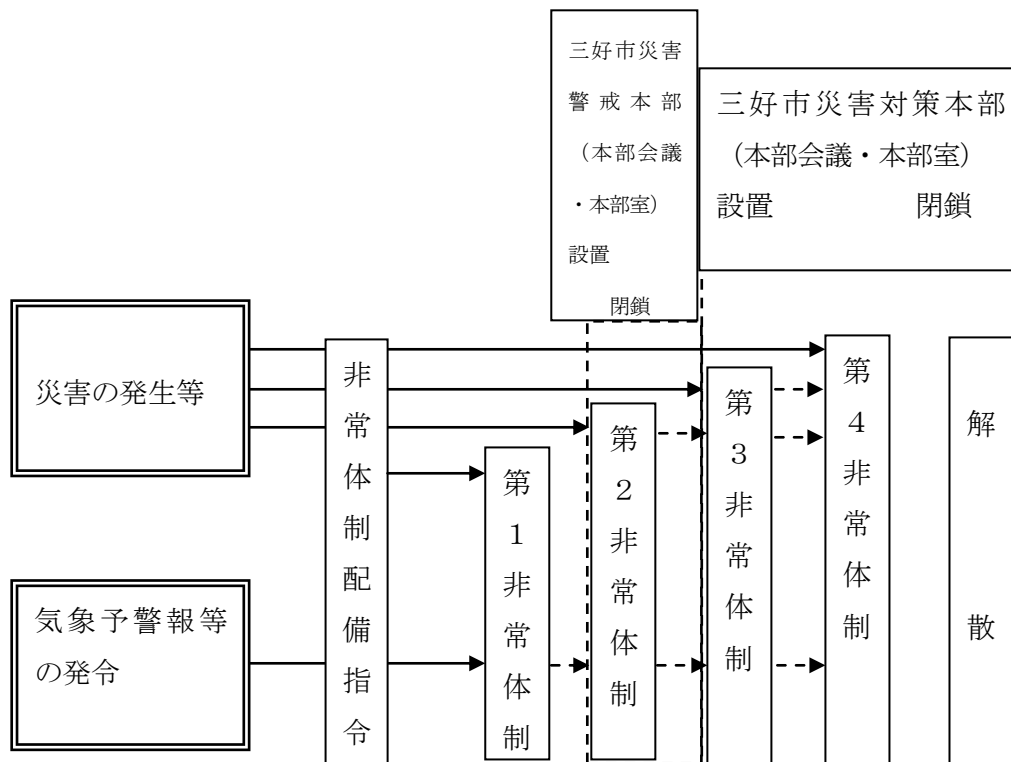 三好市災害
警戒本部
（本部会議
・本部室）
設置
閉鎖
三好市災害対策本部
（本部会議・本部室）
設置　閉鎖
災害の発生等
気象予警報等
の発令
非常体制配備指令
第１非常体制
第２非常体制
第３非常体制
第４非常体制
解散